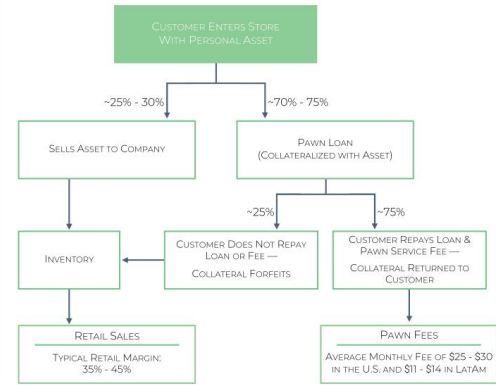 CUSTOMER ENTERS STORE
WITH PERSONAL ASSET
~25% - 30%
~70% - 75%
SELLS ASSET TO COMPANY
PAWN LOAN
(COLLATERALIZED WITH ASSET)
~25%
~75%
INVENTORY
CUSTOMER DOES NOT REPAY
LOAN OR FEE —
COLLATERAL FORFEITS
CUSTOMER REPAYS LOAN &
PAWN SERVICE FEE —
COLLATERAL RETURNED TO
CUSTOMER
RETAIL SALES
TYPICAL RETAIL MARGIN:
35% - 45%
PAWN FEES
AVERAGE MONTHLY FEE OF $25 - $30
IN THE U.S. AND $11 - $14 IN LATAM